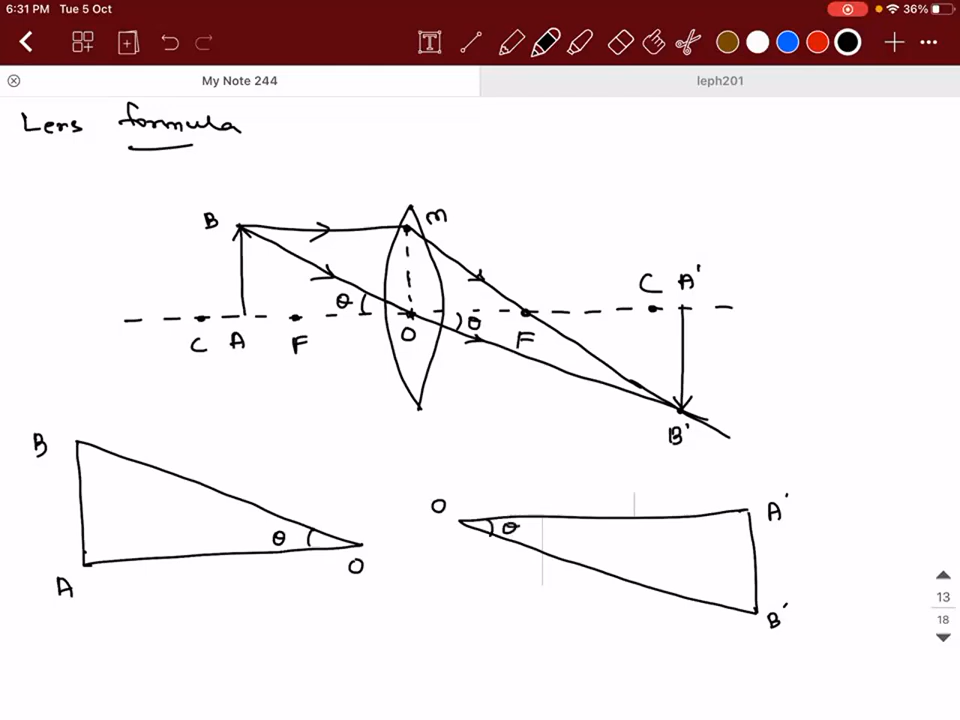 6:31 PM Tue 5 Oct
36%
T
My Note 244
leph201
Lens formula
B
M
C A'
θ
θ
C A F
O
F
B'
B
O
A'
θ
θ
O
A
B'
13
18